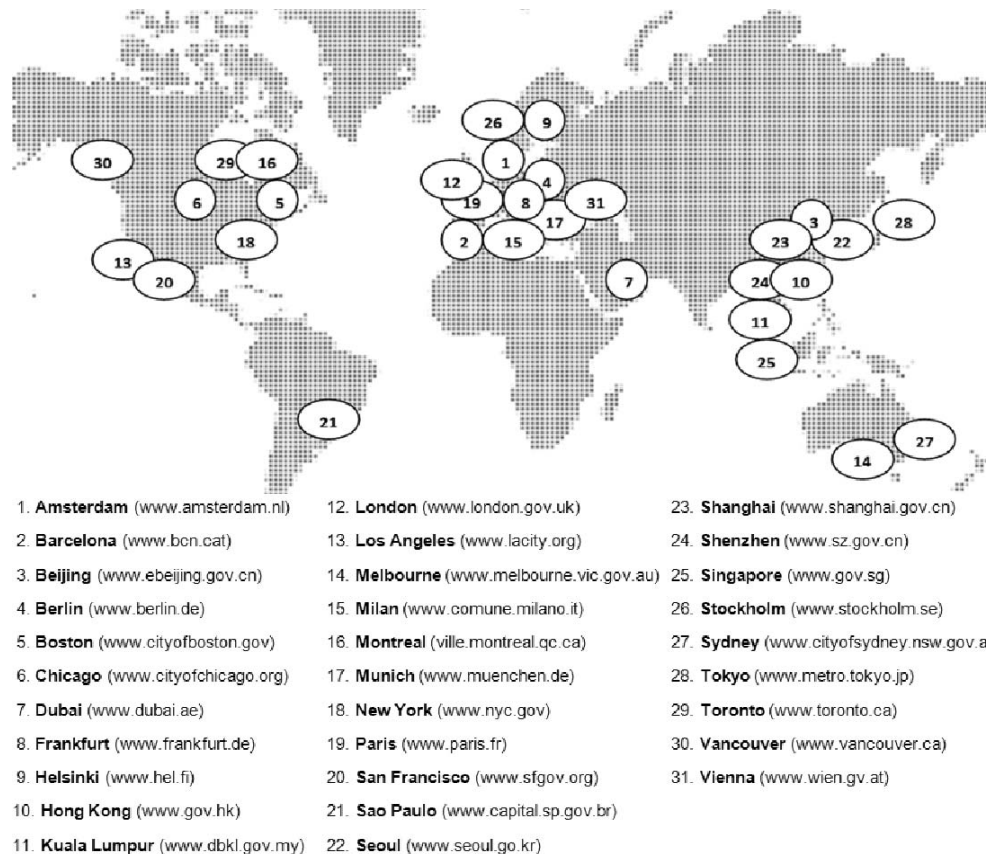 26
9
30
29
16
1
12
4
6
5
19
8
31
17
3
28
18
2
15
23
22
13
20
7
24
10
11
25
21
27
14
1. Amsterdam (www.amsterdam.nl)
2. Barcelona (www.bcn.cat)
3. Beijing (www.ebeijing.gov.cn)
4. Berlin (www.berlin.de)
5. Boston (www.cityofboston.gov)
6. Chicago (www.cityofchicago.org)
7. Dubai (www.dubai.ae)
8. Frankfurt (www.frankfurt.de)
9. Helsinki (www.hel.fi)
10. Hong Kong (www.gov.hk)
11. Kuala Lumpur (www.dbkl.gov.my)
12. London (www.london.gov.uk)
13. Los Angeles (www.lacity.org)
14. Melbourne (www.melbourne.vic.gov.au)
15. Milan (www.comune.milano.it)
16. Montreal (ville.montreal.qc.ca)
17. Munich (www.muenchen.de)
18. New York (www.nyc.gov)
19. Paris (www.paris.fr)
20. San Francisco (www.sfgov.org)
21. Sao Paulo (www.capital.sp.gov.br)
22. Seoul (www.seoul.go.kr)
23. Shanghai (www.shanghai.gov.cn)
24. Shenzhen (www.sz.gov.cn)
25. Singapore (www.gov.sg)
26. Stockholm (www.stockholm.se)
27. Sydney (www.cityofsydney.nsw.gov.a
28. Tokyo (www.metro.tokyo.jp)
29. Toronto (www.toronto.ca)
30. Vancouver (www.vancouver.ca)
31. Vienna (www.wien.gv.at)